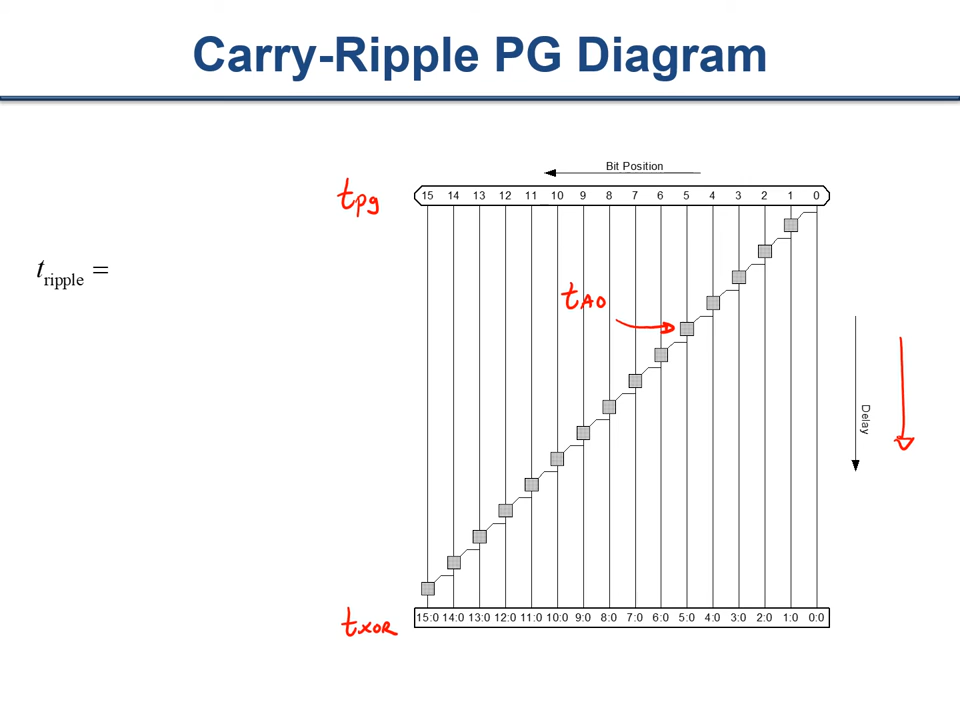 Carry-Ripple PG Diagram
Bit Position
tpg
15 14 13 12 11 10 9 8 7 6 5 4 3 2 1 0
tripple =
tAO
Delay
15:0 14:0 13:0 12:0 11:0 10:0 9:0 8:0 7:0 6:0 5:0 4:0 3:0 2:0 1:0 0:0
tXOR